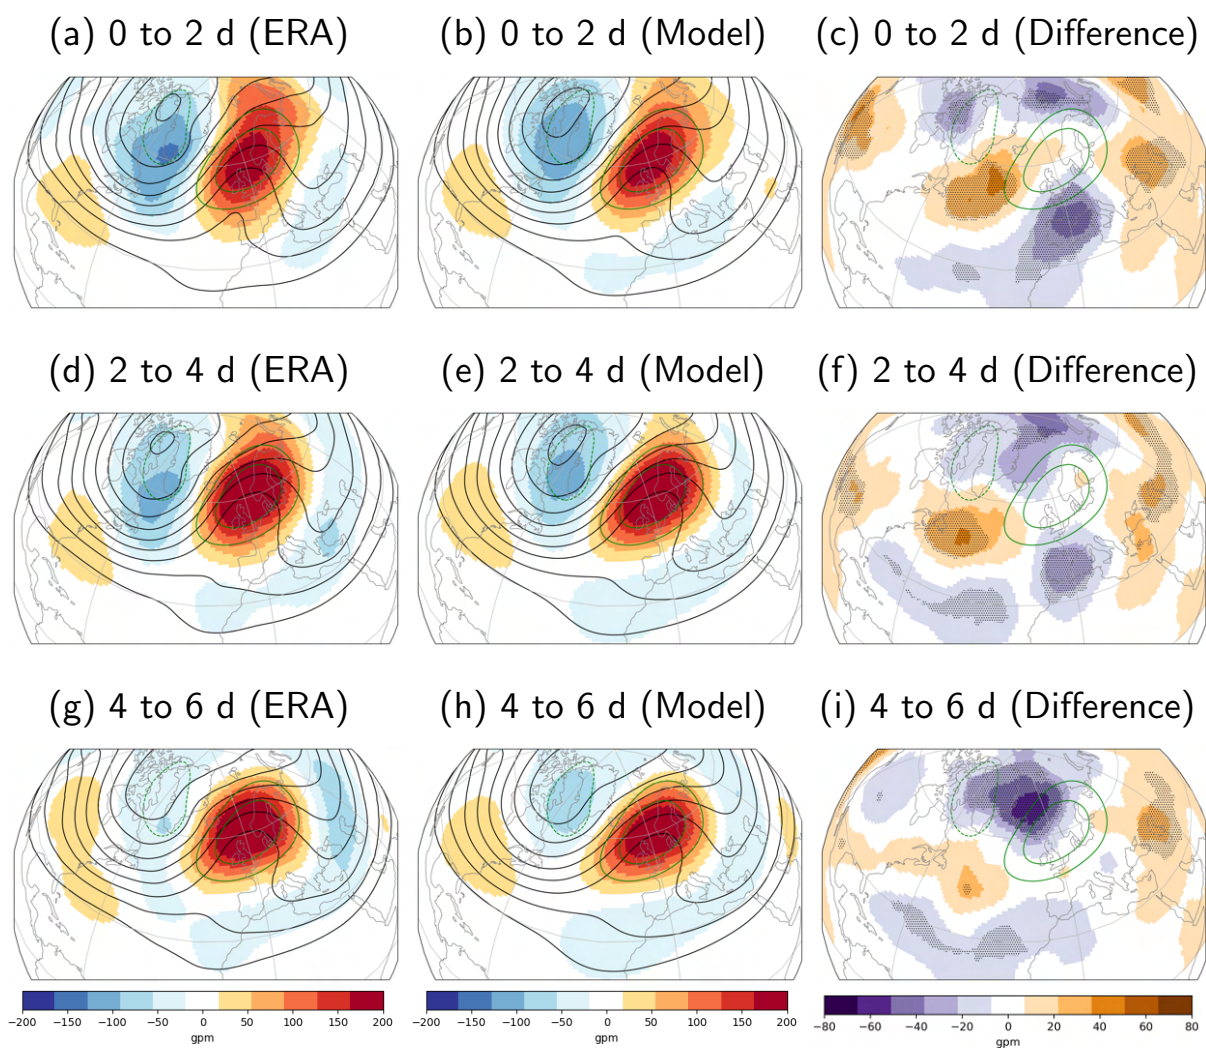 (a) 0 to 2 d (ERA) (b) 0 to 2 d (Model) (c) 0 to 2 d (Difference)
(d) 2 to 4 d (ERA) (e) 2 to 4 d (Model) (f) 2 to 4 d (Difference)
(g) 4 to 6 d (ERA) (h) 4 to 6 d (Model) (i) 4 to 6 d (Difference)
−200 −150 −100 −50 0 50 100 150 200
gpm
−200 −150 −100 −50 0 50 100 150 200
gpm
−80 −60 −40 −20 0 20 40 60 80
gpm